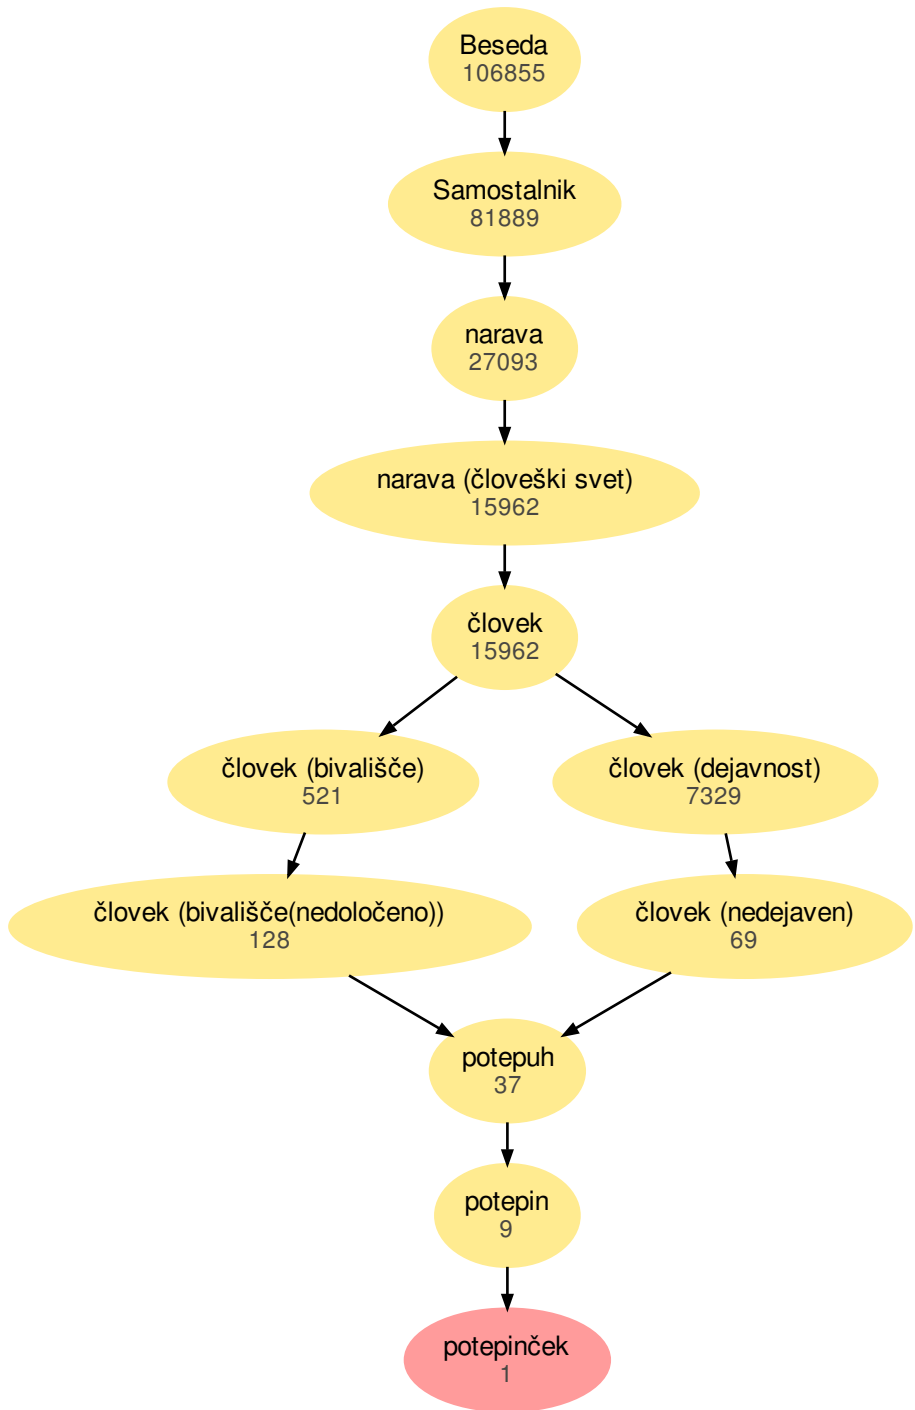 Beseda
106855
Samostalnik
81889
narava
27093
narava (človeški svet)
15962
človek
15962
človek (bivališče)
521
človek (dejavnost)
7329
človek (bivališče(nedoločeno))
128
človek (nedejaven)
69
potepuh
37
potepin
9
potepinček
1